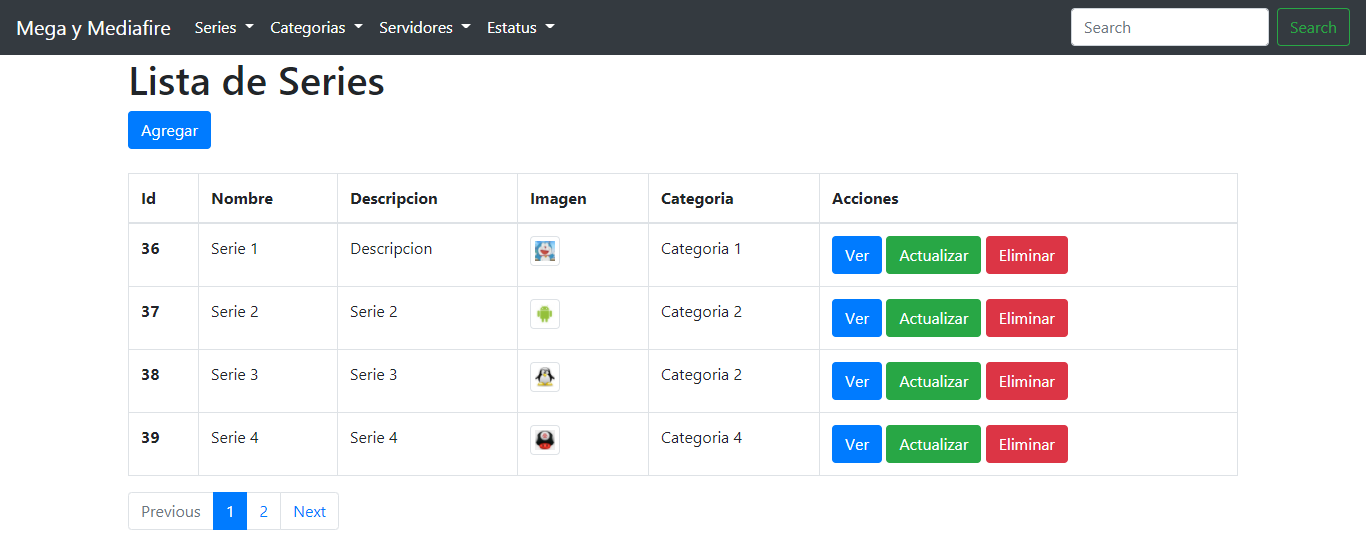 Mega y Mediafire Series Categorias Servidores Estatus Search Search
Lista de Series
Agregar
Id Nombre Descripcion Imagen Categoria Acciones
36 Serie 1 Descripcion Categoria 1 Ver Actualizar Eliminar
37 Serie 2 Serie 2 Categoria 2 Ver Actualizar Eliminar
38 Serie 3 Serie 3 Categoria 2 Ver Actualizar Eliminar
39 Serie 4 Serie 4 Categoria 4 Ver Actualizar Eliminar
Previous 1 2 Next